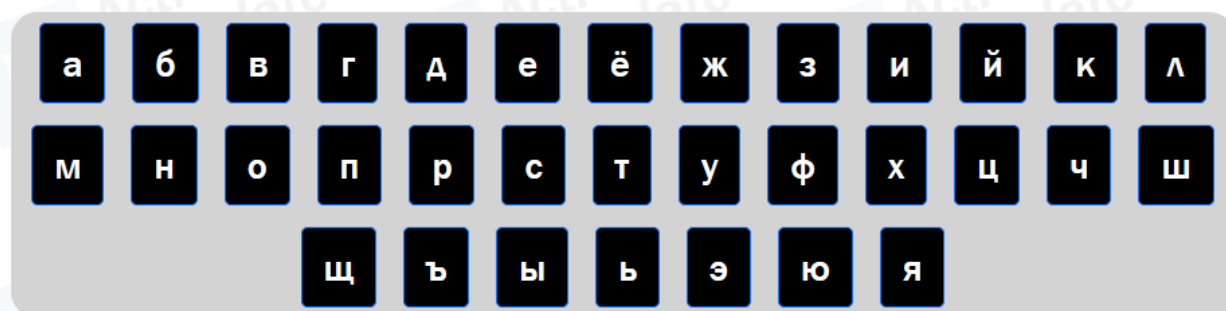 а б в г д е ё ж з и й к л
м н о п р с т у ф х ц ч ш
щ ъ ы ь э ю я